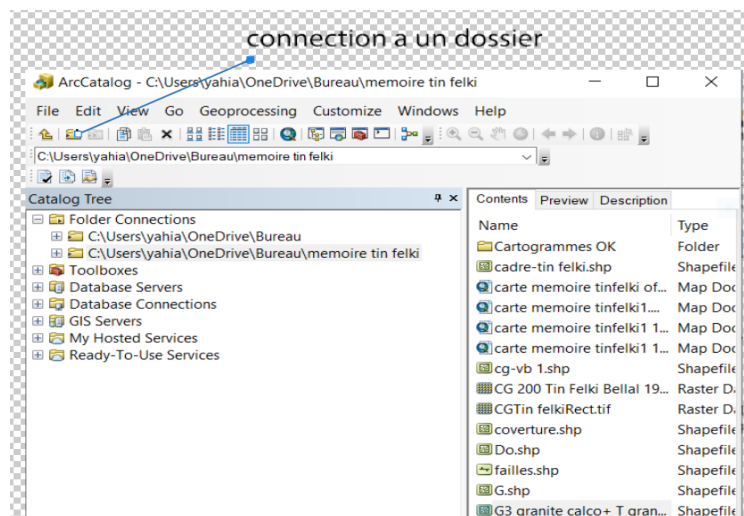 connection a un dossier
ArcCatalog - C:\Users\yahia\OneDrive\Bureau\memoire tin felki
File Edit View Go Geoprocessing Customize Windows Help
C:\Users\yahia\OneDrive\Bureau\memoire tin felki
Catalog Tree
Contents Preview Description
Folder Connections
C:\Users\yahia\OneDrive\Bureau
C:\Users\yahia\OneDrive\Bureau\memoire tin felki
Toolboxes
Database Servers
Database Connections
GIS Servers
My Hosted Services
Ready-To-Use Services
Name Type
Cartogrammes OK Folder
cadre-tin felki.shp Shapefile
carte memoire tinfelki of... Map Doc
carte memoire tinfelki1.... Map Doc
carte memoire tinfelki1 1... Map Doc
carte memoire tinfelki1 1... Map Doc
cg-vb 1.shp Shapefile
CG 200 Tin Felki Bellal 19... Raster Da
CGTin felkiRect.tif Raster Da
coverture.shp Shapefile
Do.shp Shapefile
failles.shp Shapefile
G.shp Shapefile
G3 granite calco+ T gran... Shapefile